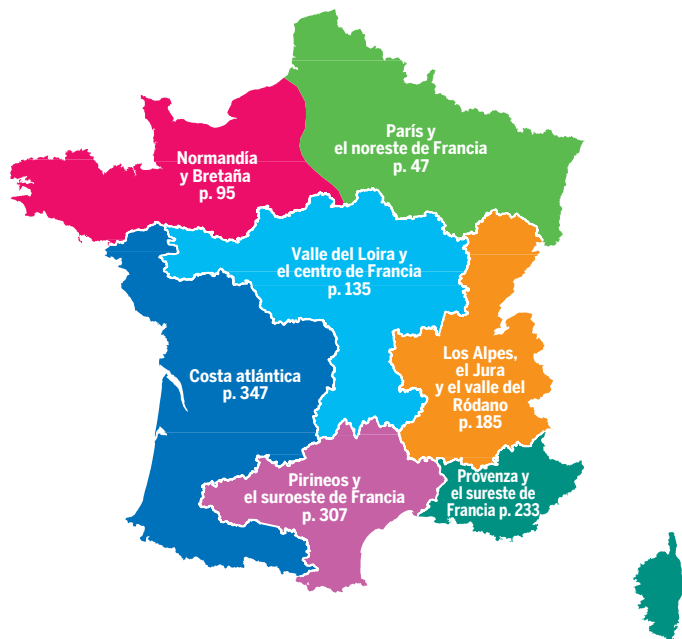 París y
el noreste de Francia
p. 47
Normandía
y Bretaña
p. 95
Valle del Loira y
el centro de Francia
p. 135
Los Alpes,
el Jura
y el valle del
Ródano
p. 185
Costa atlántica
p. 347
Pirineos y
el suroeste de Francia
p. 307
Provenza y
el sureste de
Francia p. 233